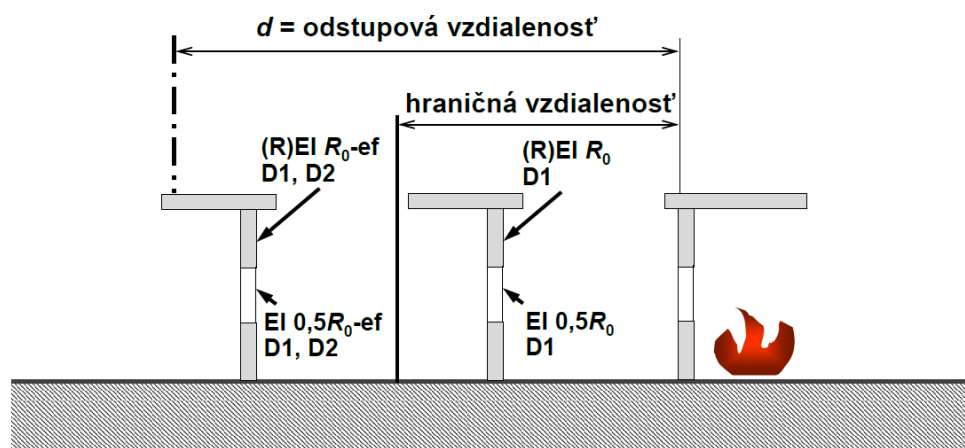 d = odstupová vzdialenosť
hraničná vzdialenosť
(R)EI R₀-ef
D1, D2
(R)EI R₀
D1
EI 0,5R₀-ef
D1, D2
EI 0,5R₀
D1